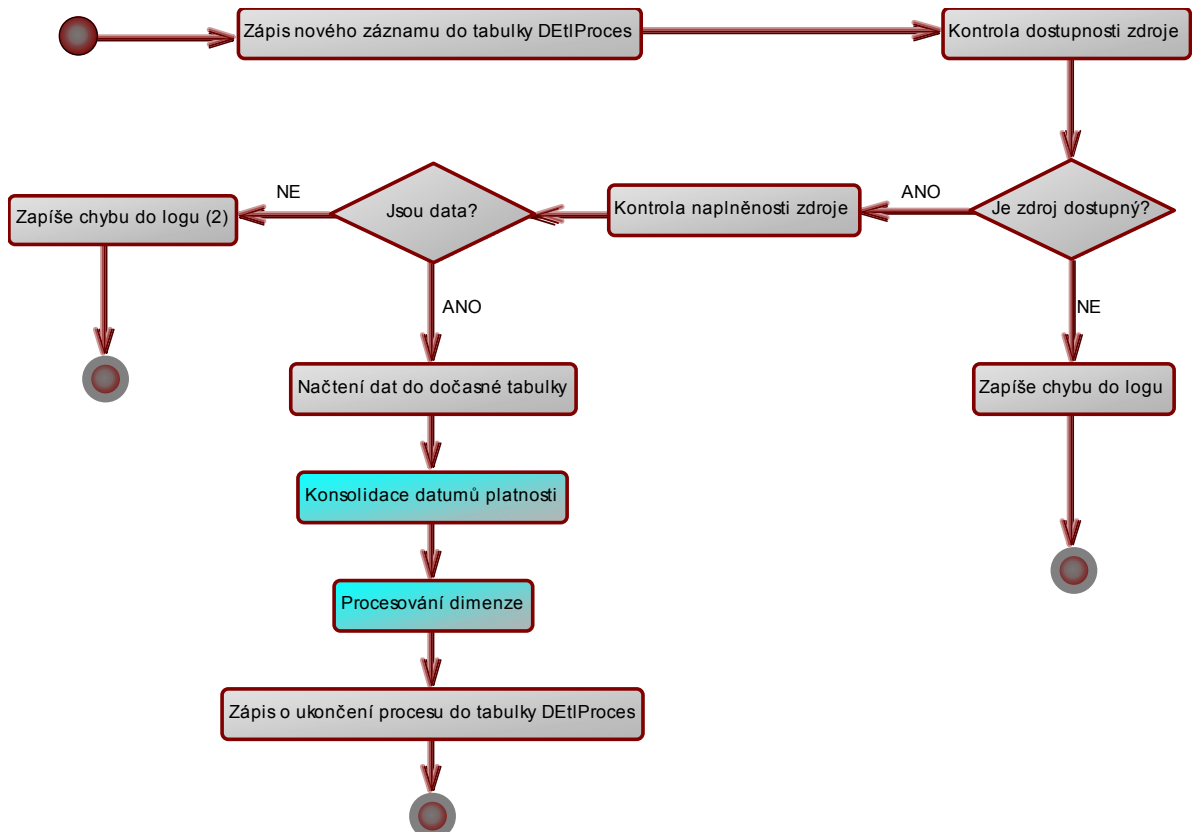 Zápis nového záznamu do tabulky DEtlProces
Kontrola dostupnosti zdroje
Je zdroj dostupný?
ANO
Kontrola naplněnosti zdroje
Jsou data?
NE
Zapíše chybu do logu (2)
ANO
NE
Načtení dat do dočasné tabulky
Zapíše chybu do logu
Konsolidace datumů platnosti
Procesování dimenze
Zápis o ukončení procesu do tabulky DEtlProces